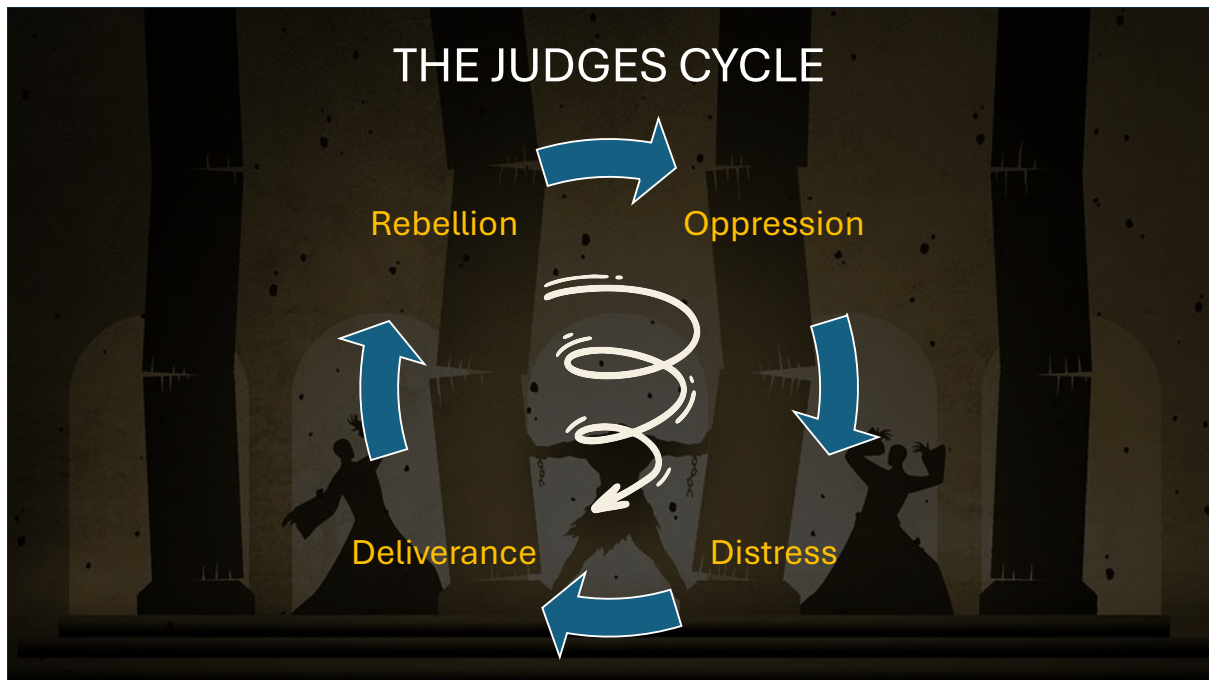 THE JUDGES CYCLE
Rebellion
Oppression
Deliverance
Distress